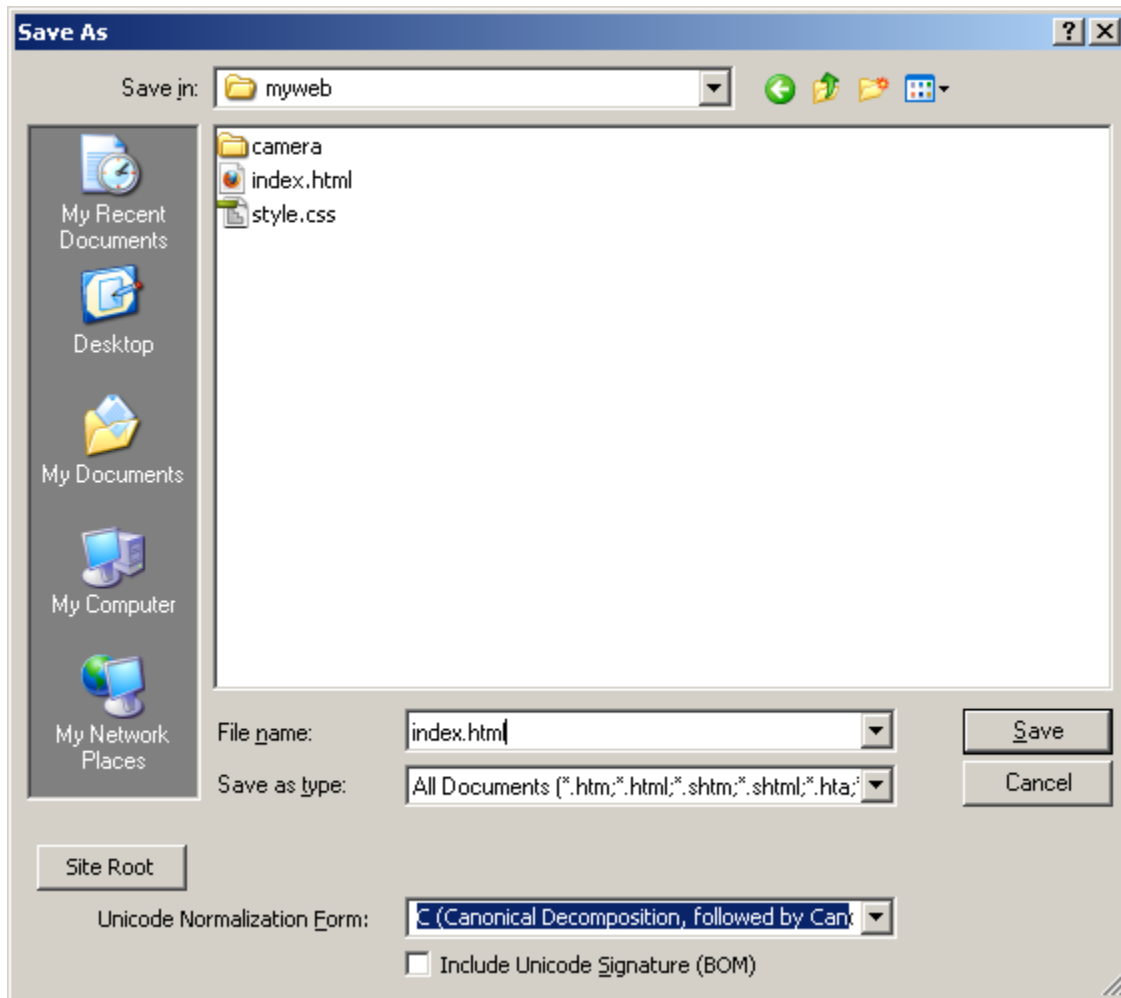 Save As
Save in:
myweb
camera
index.html
style.css
My Recent
Documents
Desktop
My Documents
My Computer
My Network
Places
File name:
index.html
Save
Save as type:
All Documents (*.htm;*.html;*.shtm;*.shtml;*.hta;*
Cancel
Site Root
Unicode Normalization Form:
C (Canonical Decomposition, followed by Can
Include Unicode Signature (BOM)